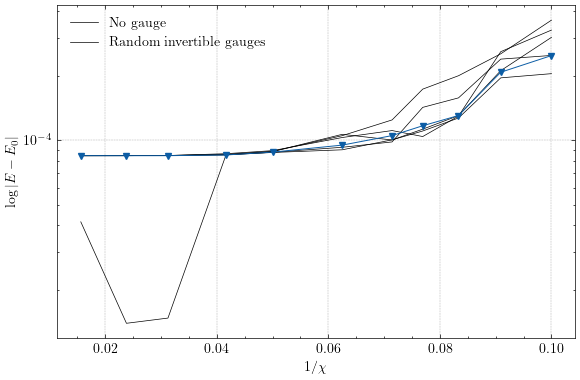 No gauge
Random invertible gauges
10⁻⁴
log |E − E₀|
0.02 0.04 0.06 0.08 0.10
1/χ